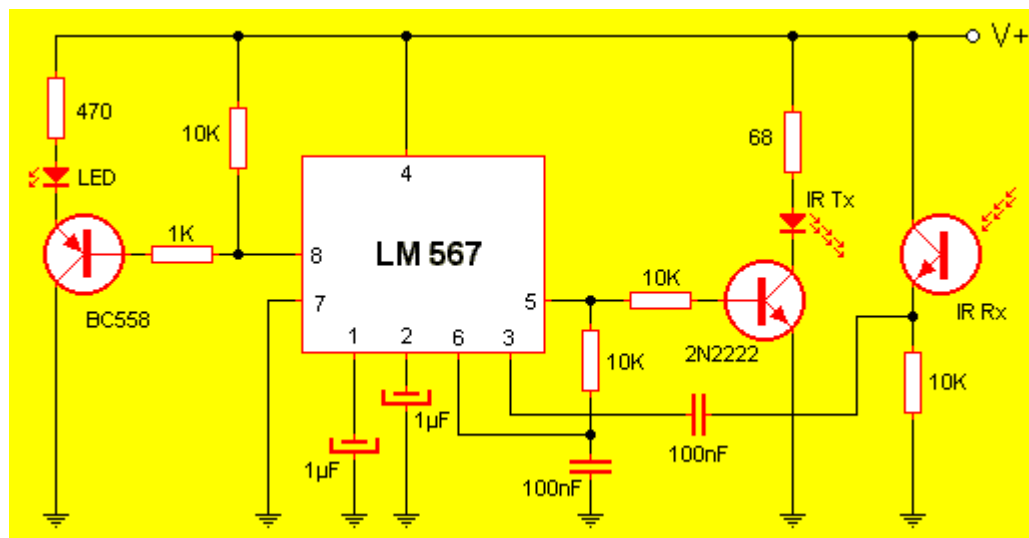 V+
470
10K
68
4
LED
IR Tx
1K
LM 567
8
10K
7
5
BC558
IR Rx
1
2
6
3
2N2222
10K
10K
1µF
1µF
100nF
100nF